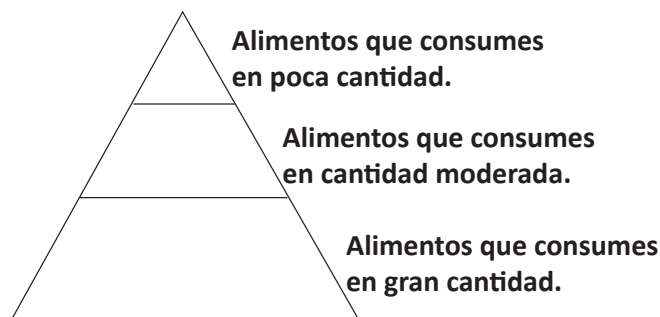 Alimentos que consumes
en poca cantidad.
Alimentos que consumes
en cantidad moderada.
Alimentos que consumes
en gran cantidad.